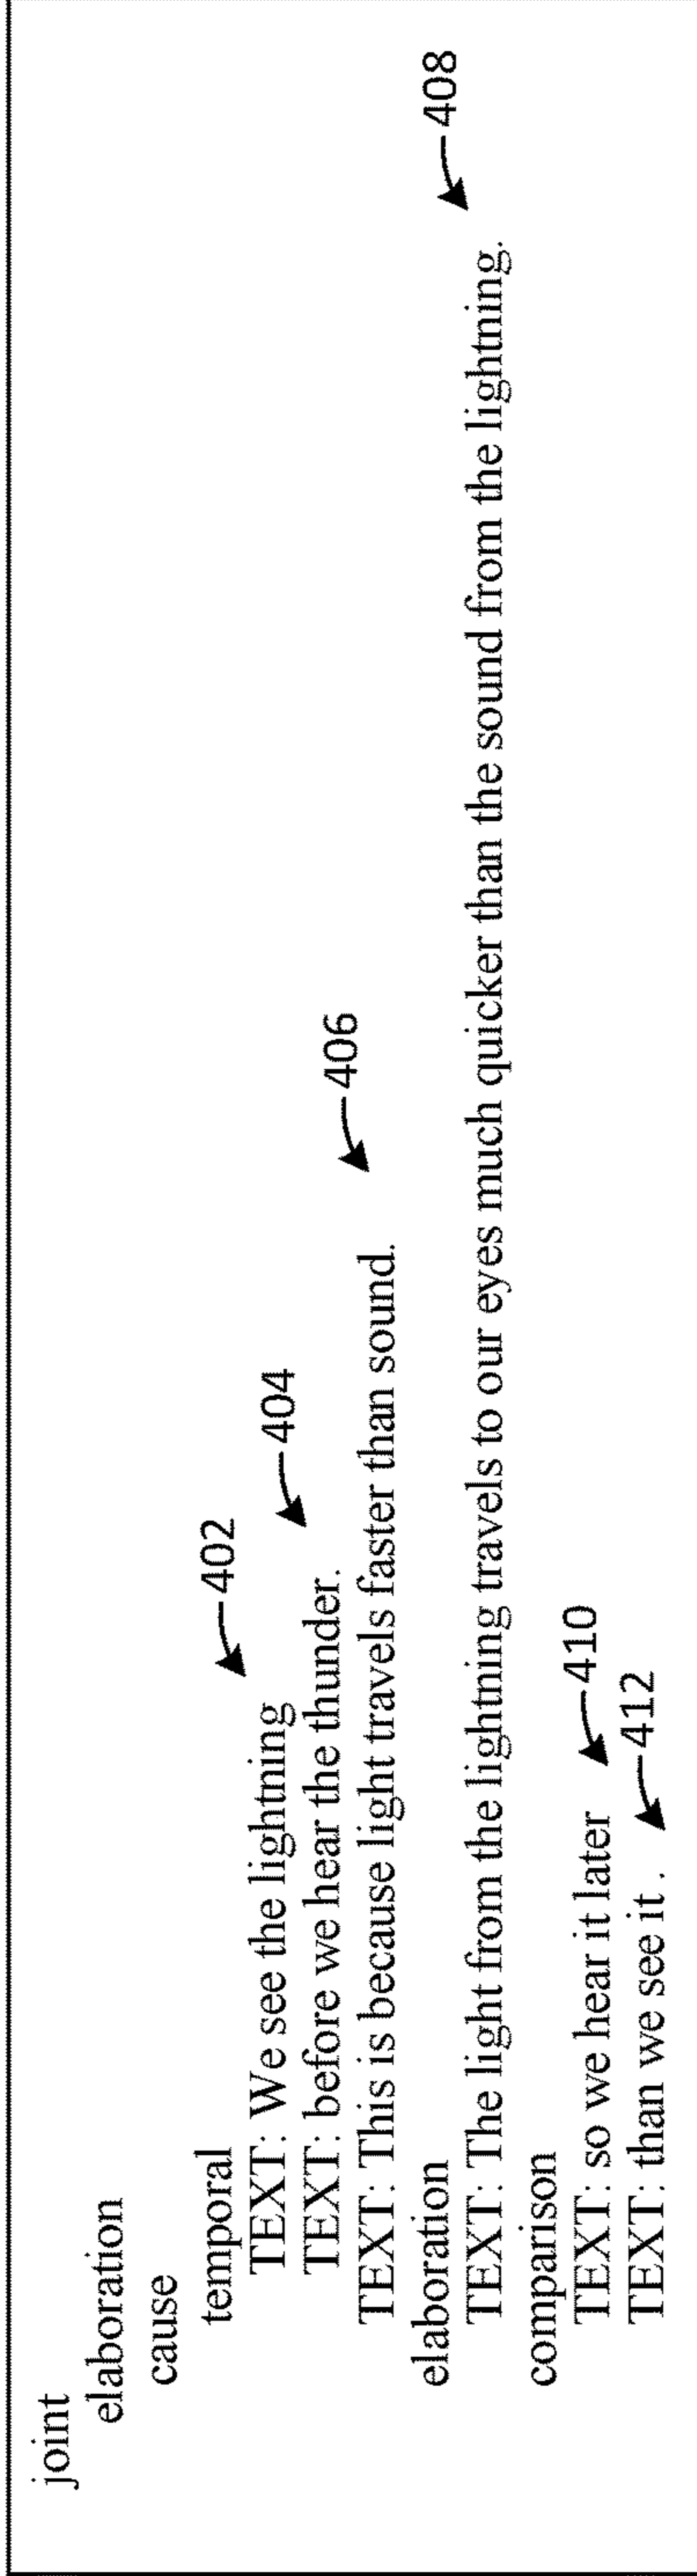 joint
elaboration
cause
temporal
TEXT: We see the lightning 402
TEXT: before we hear the thunder. 404
TEXT: This is because light travels faster than sound. 406
elaboration
TEXT: The light from the lightning travels to our eyes much quicker than the sound from the lightning. 408
comparison
TEXT: so we hear it later 410
TEXT: than we see it . 412